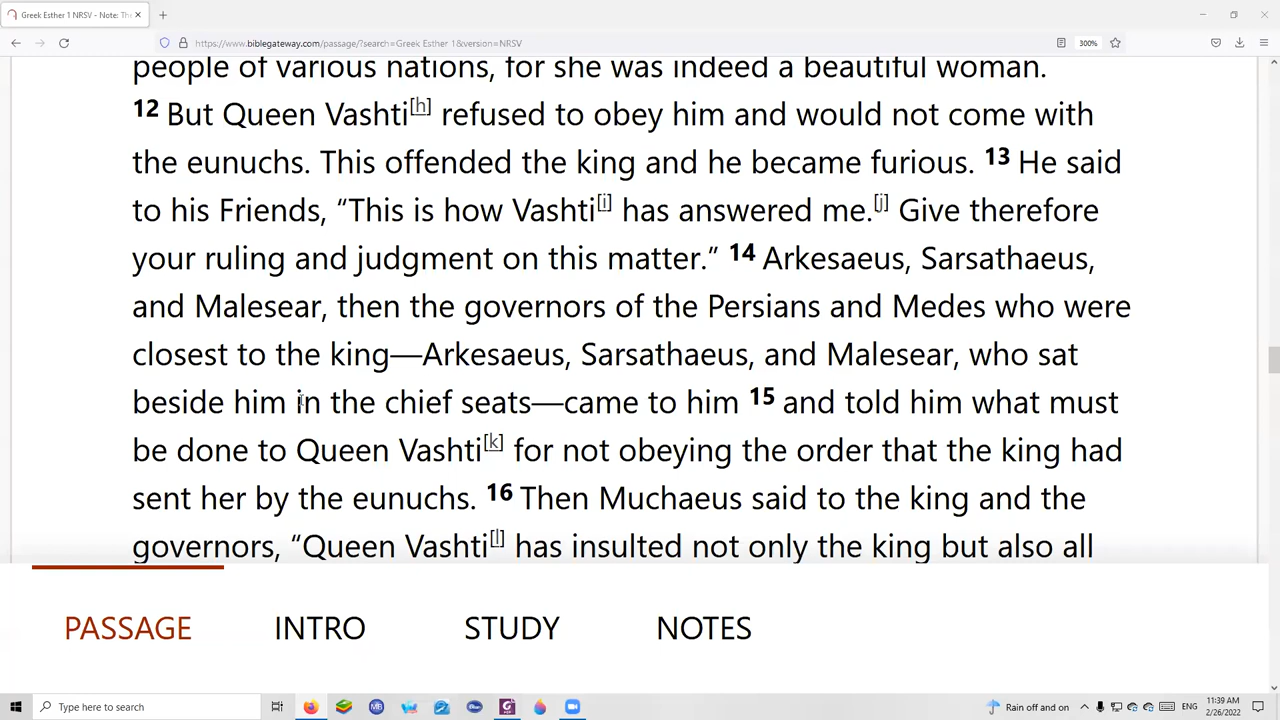 Greek Esther 1 NRSV - Note: The
https://www.biblegateway.com/passage/?search=Greek Esther 1&version=NRSV
300%
people of various nations, for she was indeed a beautiful woman.
12 But Queen Vashti[h] refused to obey him and would not come with
the eunuchs. This offended the king and he became furious. 13 He said
to his Friends, “This is how Vashti[i] has answered me.[j] Give therefore
your ruling and judgment on this matter.” 14 Arkesaeus, Sarsathaeus,
and Malesear, then the governors of the Persians and Medes who were
closest to the king—Arkesaeus, Sarsathaeus, and Malesear, who sat
beside him in the chief seats—came to him 15 and told him what must
be done to Queen Vashti[k] for not obeying the order that the king had
sent her by the eunuchs. 16 Then Muchaeus said to the king and the
governors, “Queen Vashti[l] has insulted not only the king but also all
PASSAGE INTRO STUDY NOTES
Type here to search
MB
Rain off and on
ENG
11:39 AM
2/26/2022